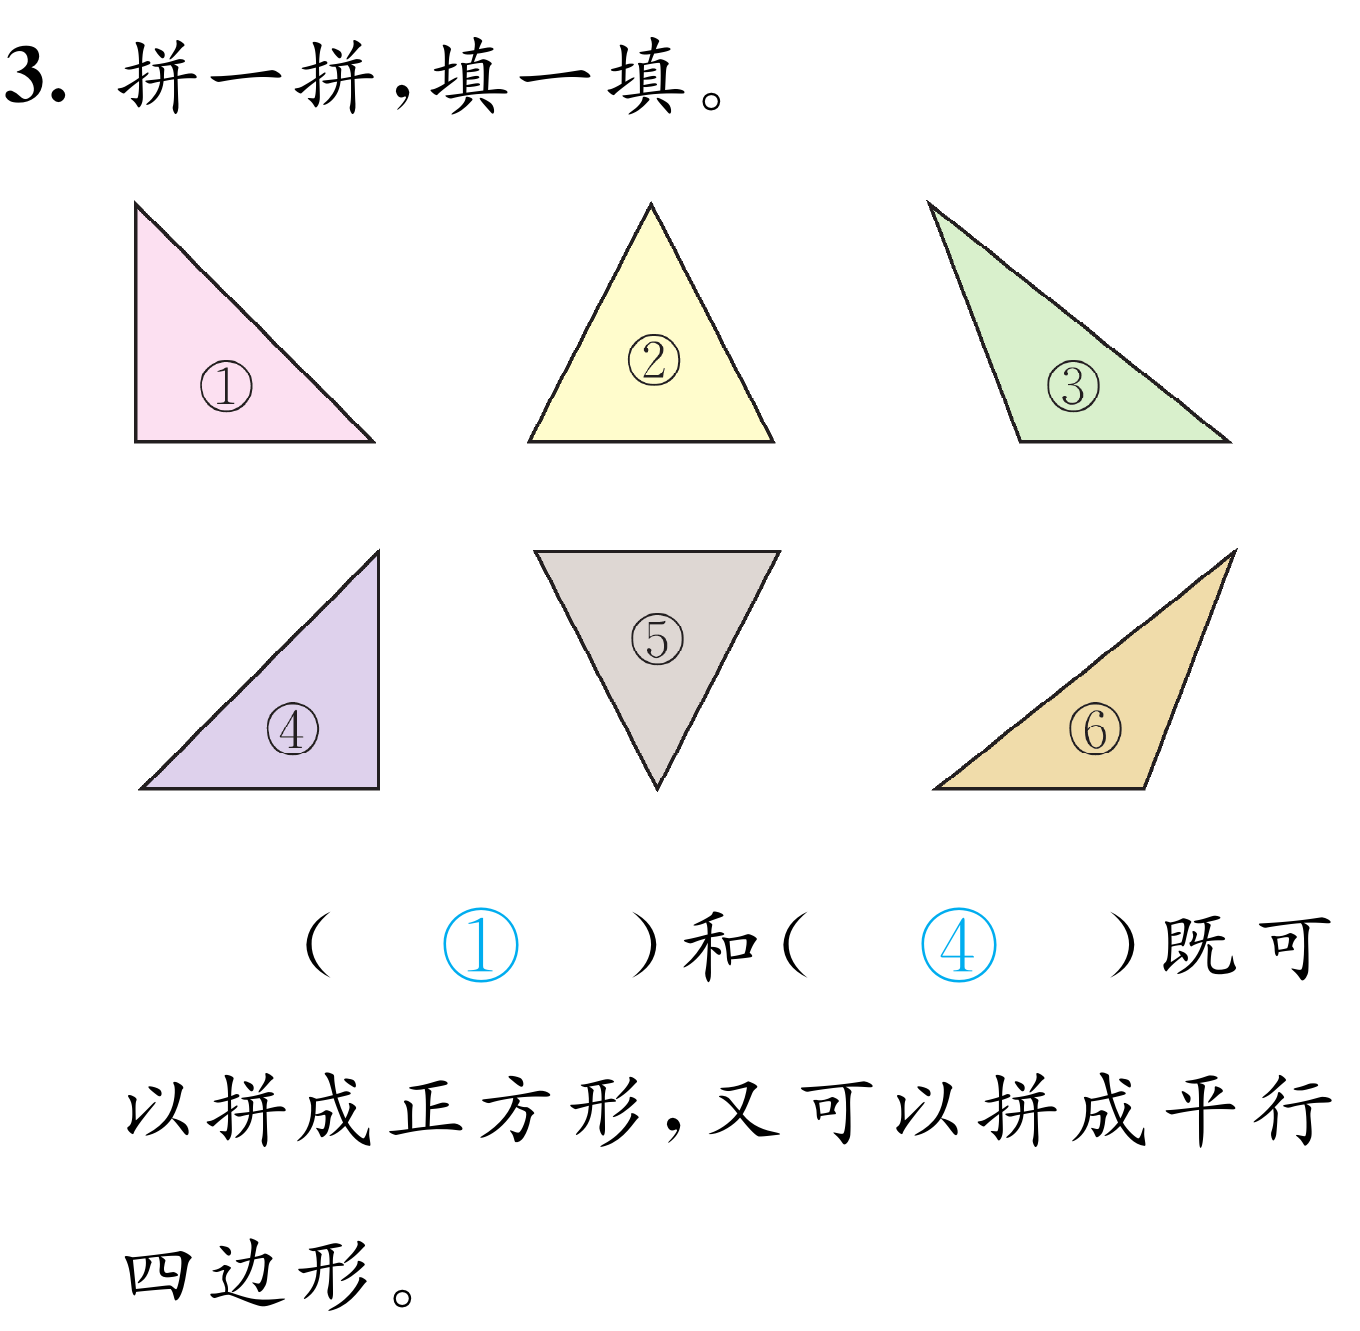 3. 拼一拼,填一填。
① ② ③
④ ⑤ ⑥
( ① )和( ④ )既可
以拼成正方形,又可以拼成平行
四边形。